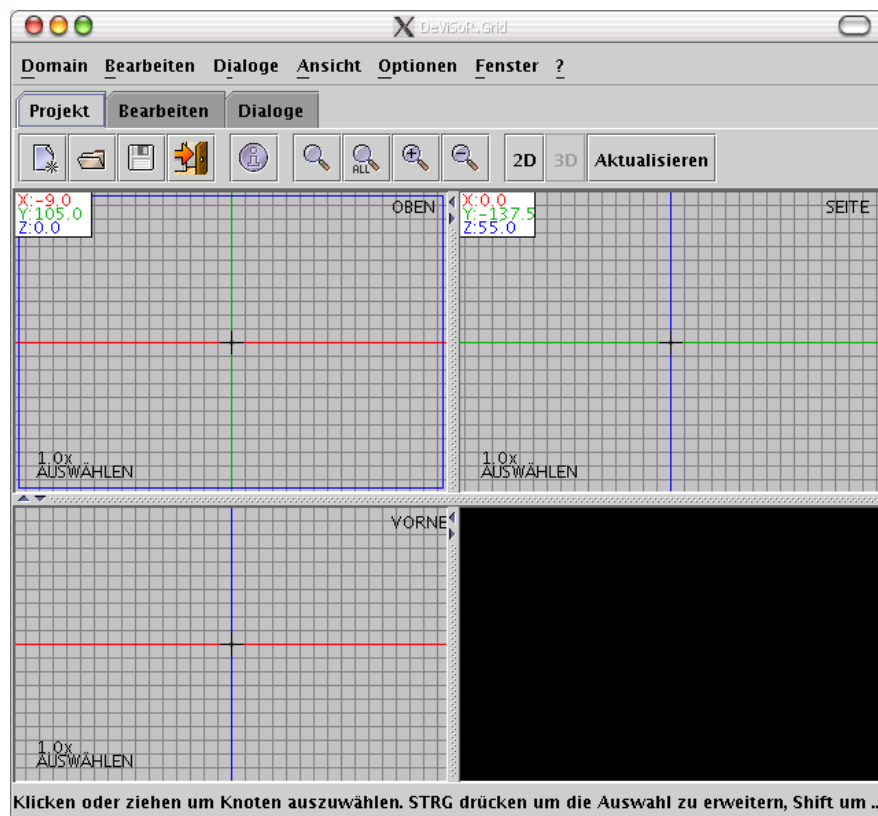 DeViSoR.Grid
Domain Bearbeiten Dialoge Ansicht Optionen Fenster ?
Projekt Bearbeiten Dialoge
ALL 2D 3D Aktualisieren
X:-9.0
Y:105.0
Z:0.0
OBEN
1.0x
AUSWÄHLEN
X:0.0
Y:-137.5
Z:55.0
SEITE
1.0x
AUSWÄHLEN
VORNE
1.0x
AUSWÄHLEN
Klicken oder ziehen um Knoten auszuwählen. STRG drücken um die Auswahl zu erweitern, Shift um ..